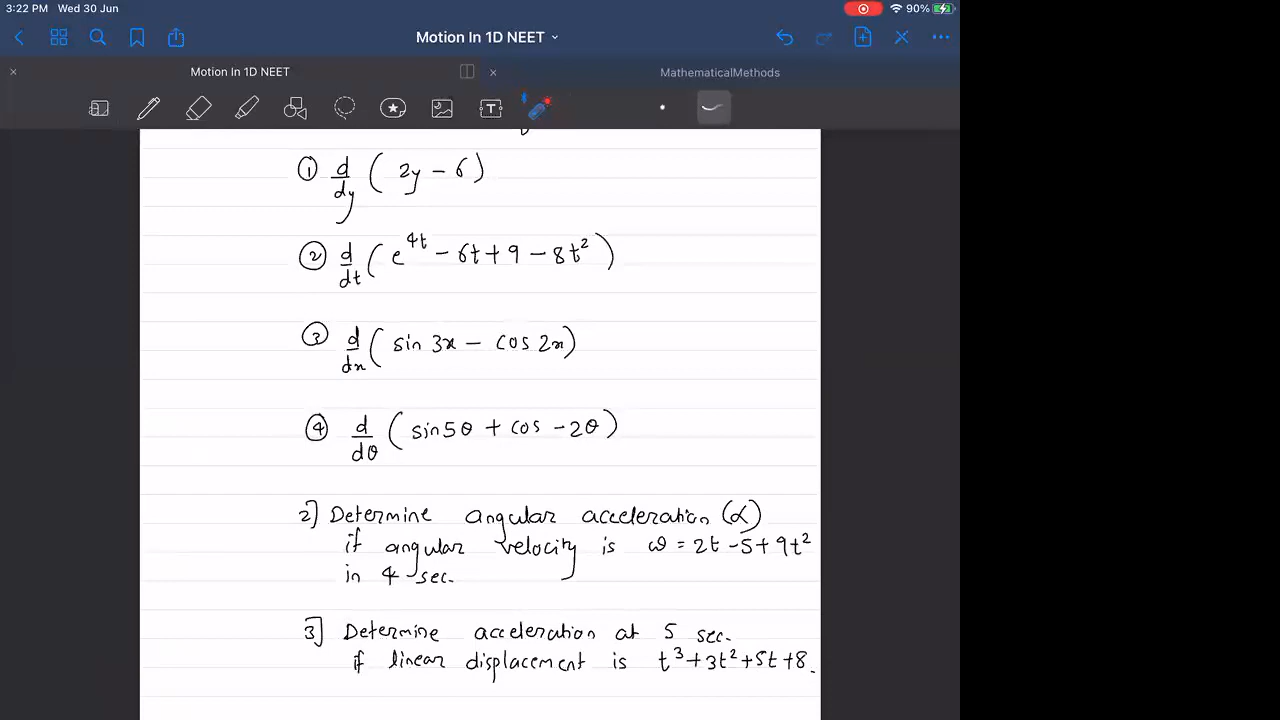 3:22 PM Wed 30 Jun
90%
Motion In 1D NEET
Motion In 1D NEET
MathematicalMethods
① d/dy ( 2y − 6 )
② d/dt ( e^4t − 6t + 9 − 8t² )
③ d/dx ( sin 3x − cos 2x )
④ d/dθ ( sin 5θ + cos −2θ )
2] Determine angular acceleration (α)
if angular velocity is ω = 2t − 5 + 9t²
in 4 sec.
3] Determine acceleration at 5 sec.
if linear displacement is t³ + 3t² + 5t + 8.